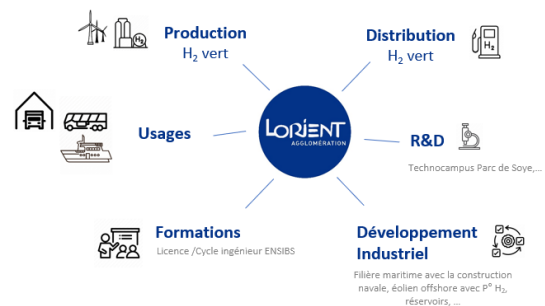 Production
H₂ vert
Distribution
H₂ vert
H₂
H₂
Usages
LORIENT
AGGLOMÉRATION
R&D
Technocampus Parc de Soye,...
Formations
Licence /Cycle ingénieur ENSIBS
Développement
Industriel
Filière maritime avec la construction
navale, éolien offshore avec P° H₂,
réservoirs, ...